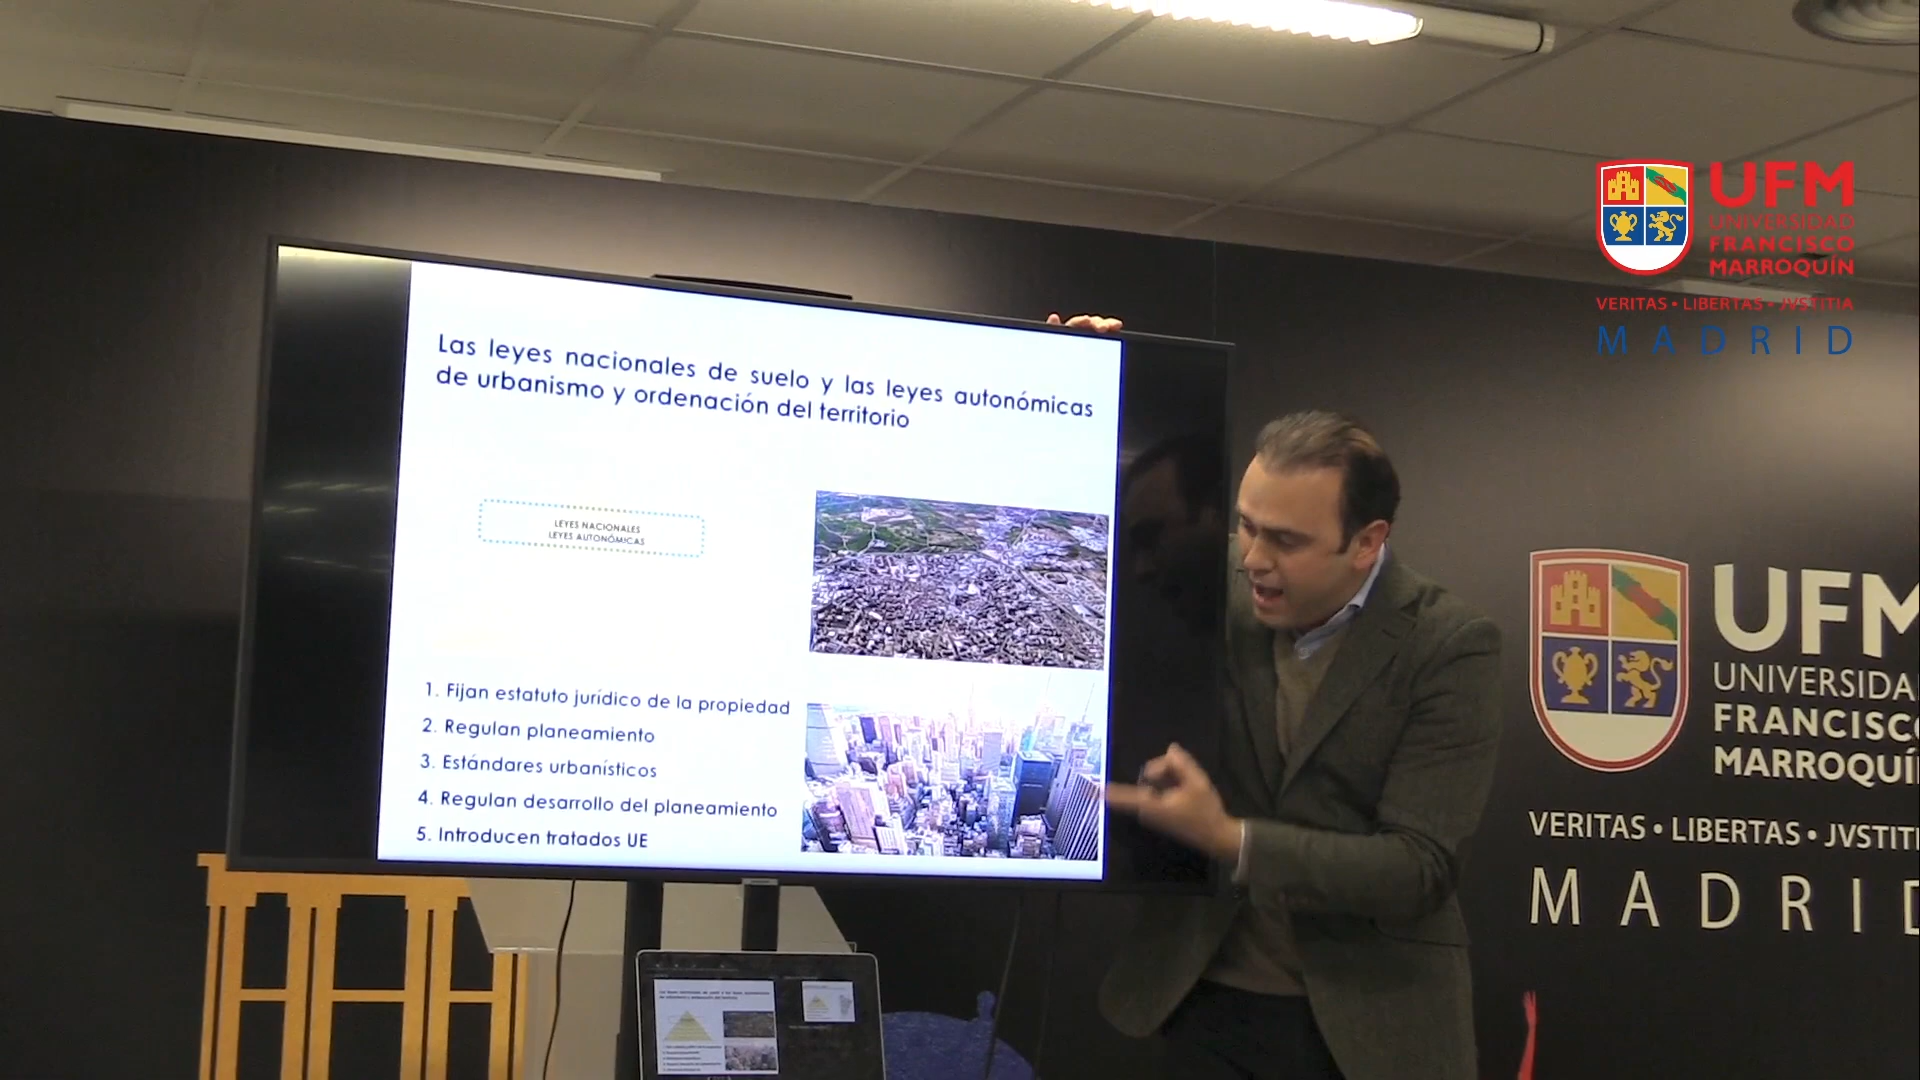 Las leyes nacionales de suelo y las leyes autonómicas
de urbanismo y ordenación del territorio
LEYES NACIONALES
LEYES AUTONÓMICAS
1. Fijan estatuto jurídico de la propiedad
2. Regulan planeamiento
3. Estándares urbanísticos
4. Regulan desarrollo del planeamiento
5. Introducen tratados UE
UFM
UNIVERSIDAD
FRANCISCO
MARROQUÍN
VERITAS • LIBERTAS • JVSTITIA
MADRID
UFM
UNIVERSIDA
FRANCISC
MARROQUÍ
VERITAS • LIBERTAS • JVSTITI
MADRID